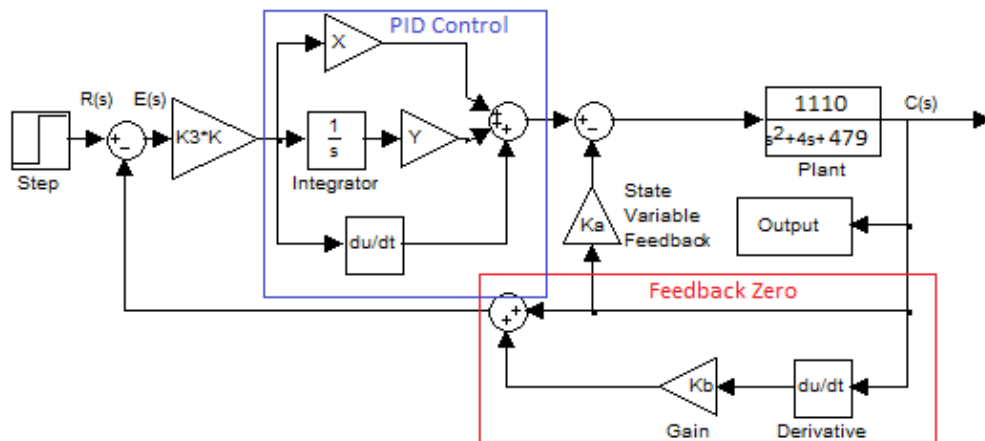 PID Control
X
R(s)
E(s)
K3*K
Step
1
s
Integrator
Y
du/dt
+
−
+
+
+
+
−
1110
s²+4s+479
Plant
C(s)
Ka
State
Variable
Feedback
Output
Feedback Zero
+
+
Kb
Gain
du/dt
Derivative